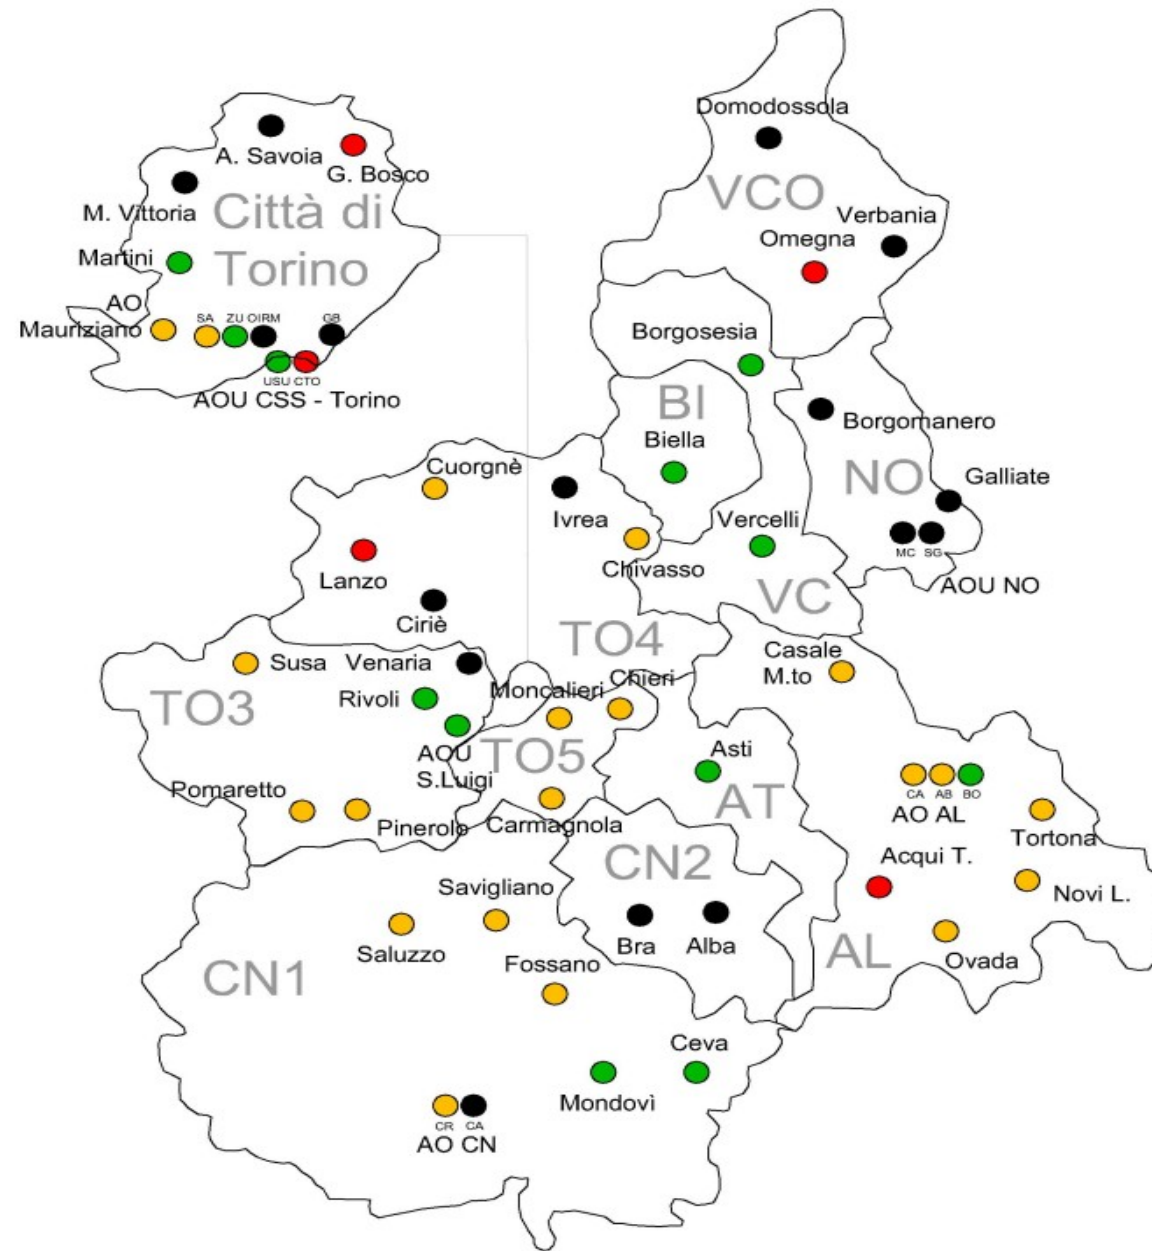 Domodossola
A. Savoia
G. Bosco
VCO
M. Vittoria
Città di
Torino
Verbania
Omegna
Martini
AO
Mauriziano
SA
ZU
OIRM
GB
USU
CTO
AOU CSS - Torino
Borgosesia
BI
Biella
Borgomanero
NO
Galliate
Cuorgnè
Ivrea
Vercelli
MC
SG
AOU NO
Lanzo
Chivasso
VC
Ciriè
TO4
Susa
Venaria
Casale
M.to
TO3
Rivoli
Moncalieri
Chieri
AOU
S.Luigi
TO5
Asti
AT
Pomaretto
Pinerolo
Carmagnola
CA
AB
BO
AO AL
Tortona
CN2
Acqui T.
Savigliano
Novi L.
Saluzzo
Bra
Alba
Fossano
AL
Ovada
CN1
Ceva
Mondovì
CR
CA
AO CN